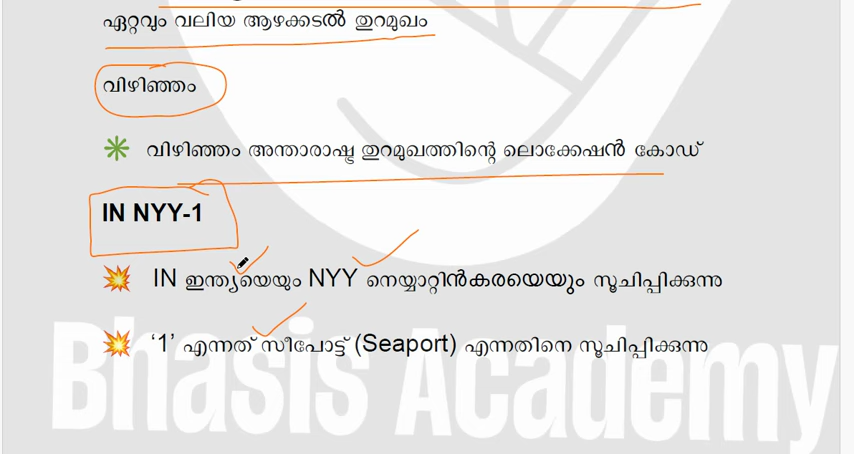 ഏറ്റവും വലിയ ആഴക്കടൽ തുറമുഖം
വിഴിഞ്ഞം
വിഴിഞ്ഞം അന്താരാഷ്ട്ര തുറമുഖത്തിന്റെ ലൊക്കേഷൻ കോഡ്
IN NYY-1
IN ഇന്ത്യയെയും NYY നെയ്യാറ്റിൻകരയെയും സൂചിപ്പിക്കുന്നു
‘1’ എന്നത് സീപോട്ട് (Seaport) എന്നതിനെ സൂചിപ്പിക്കുന്നു
Bhasis Academy